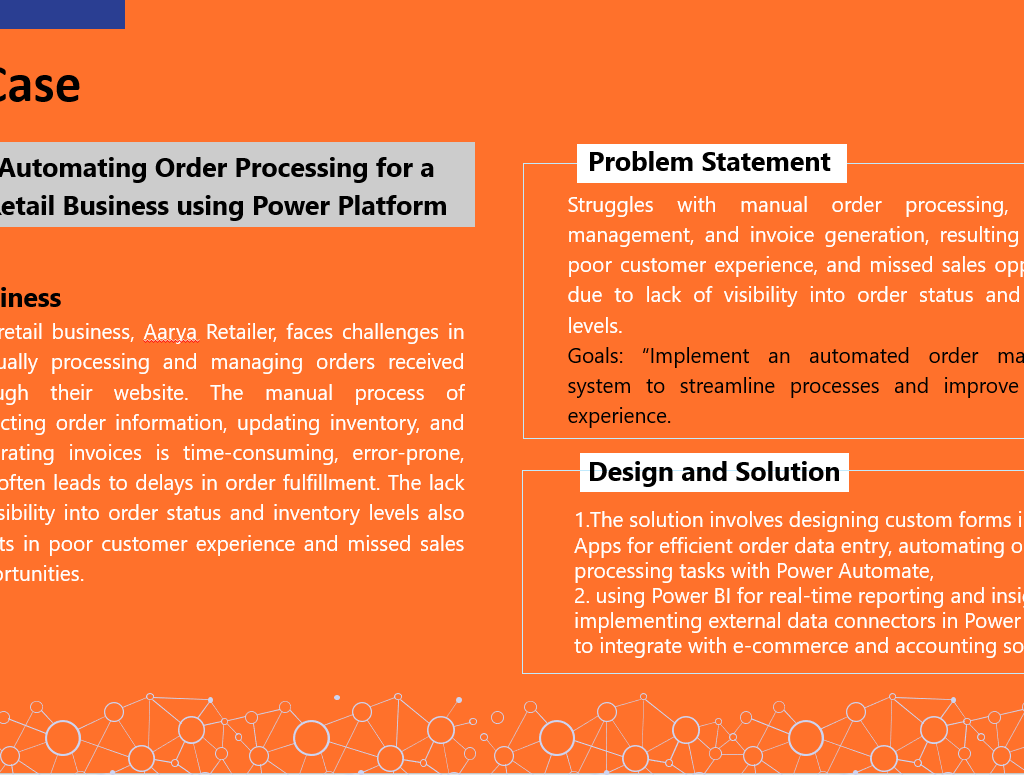 Case
Automating Order Processing for a
etail Business using Power Platform
iness
retail business, Aarya Retailer, faces challenges in
ually processing and managing orders received
ugh their website. The manual process of
cting order information, updating inventory, and
rating invoices is time-consuming, error-prone,
often leads to delays in order fulfillment. The lack
sibility into order status and inventory levels also
ts in poor customer experience and missed sales
ortunities.
Problem Statement
Struggles with manual order processing,
management, and invoice generation, resulting
poor customer experience, and missed sales opp
due to lack of visibility into order status and
levels.
Goals: “Implement an automated order ma
system to streamline processes and improve
experience.
Design and Solution
1.The solution involves designing custom forms i
Apps for efficient order data entry, automating o
processing tasks with Power Automate,
2. using Power BI for real-time reporting and insi
implementing external data connectors in Power
to integrate with e-commerce and accounting so